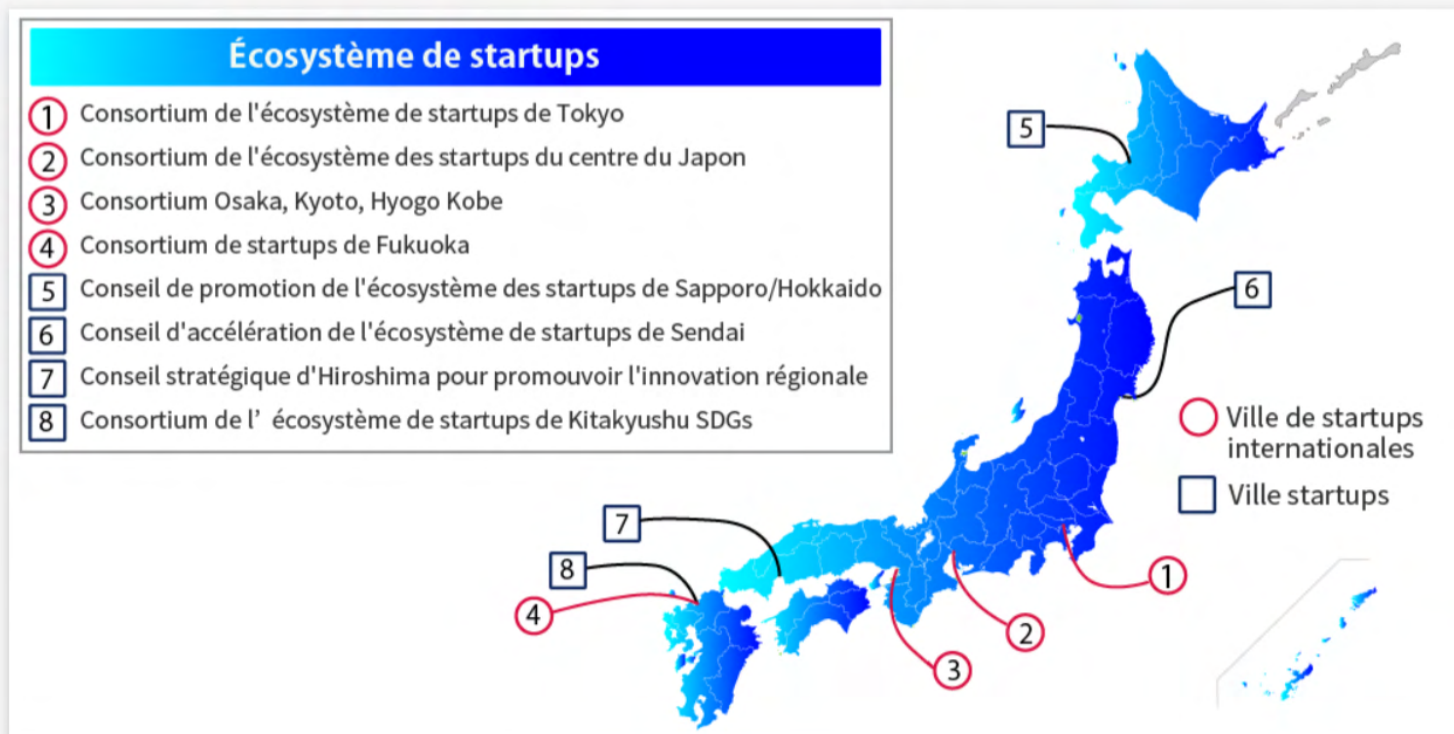 Écosystème de startups
1 Consortium de l'écosystème de startups de Tokyo
2 Consortium de l'écosystème des startups du centre du Japon
3 Consortium Osaka, Kyoto, Hyogo Kobe
4 Consortium de startups de Fukuoka
5 Conseil de promotion de l'écosystème des startups de Sapporo/Hokkaido
6 Conseil d'accélération de l'écosystème de startups de Sendai
7 Conseil stratégique d'Hiroshima pour promouvoir l'innovation régionale
8 Consortium de l’ écosystème de startups de Kitakyushu SDGs
5
6
Ville de startups
internationales
Ville startups
7
8
4
1
2
3